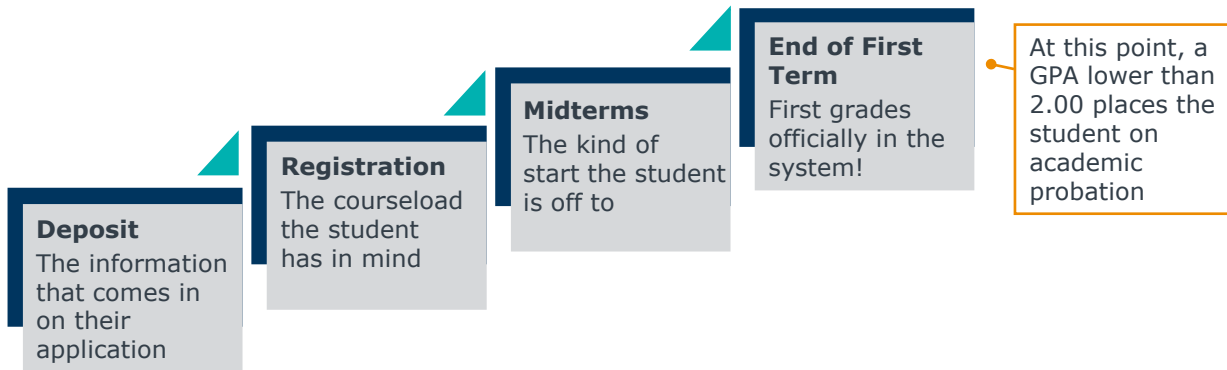 Deposit
The information
that comes in
on their
application
Registration
The courseload
the student
has in mind
Midterms
The kind of
start the student
is off to
End of First
Term
First grades
officially in the
system!
At this point, a
GPA lower than
2.00 places the
student on
academic
probation